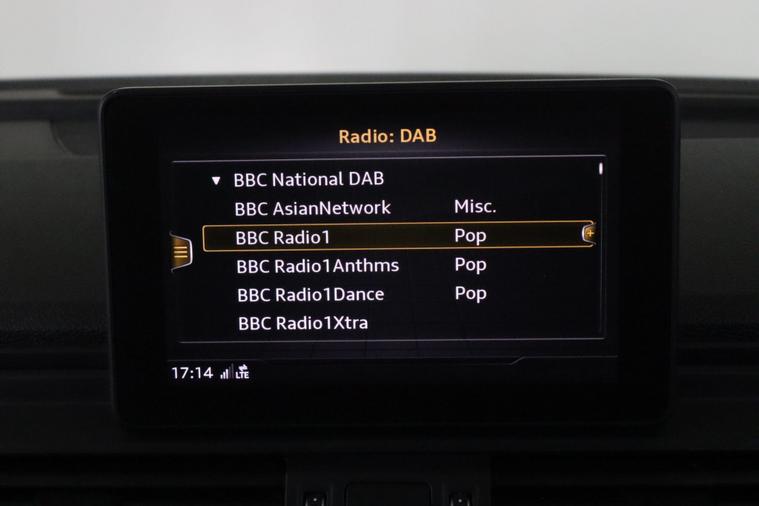 Radio: DAB
BBC National DAB
BBC AsianNetwork Misc.
BBC Radio1 Pop
BBC Radio1Anthms Pop
BBC Radio1Dance Pop
BBC Radio1Xtra
17:14 LTE